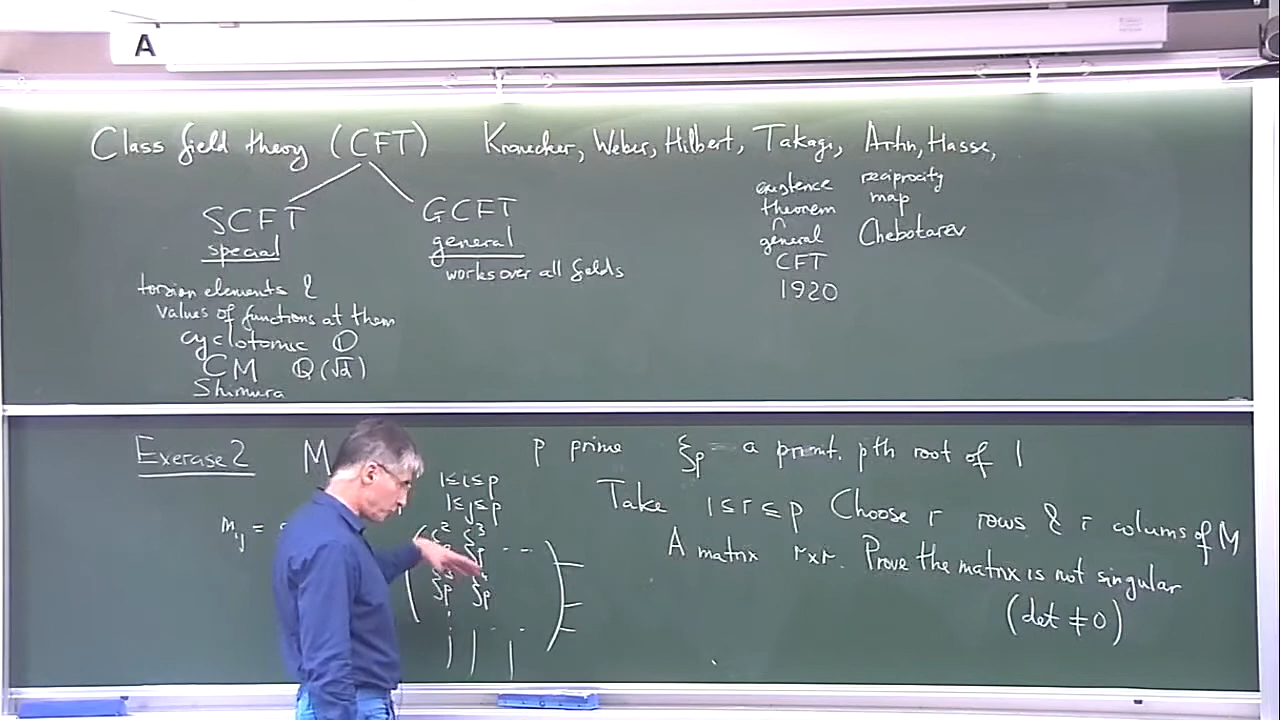 A
Class field theory (CFT) Kronecker, Weber, Hilbert, Takagi, Artin, Hasse,
SCFT
special
GCFT
general
works over all fields
existence
theorem
general
CFT
1920
reciprocity
map
Chebotarev
torsion elements &
values of functions at them
cyclotomic Q
CM Q(√d)
Shimura
Exercise 2 M p prime ξp = a primit. pth root of 1
1≤i≤p
1≤j≤p
mij =
Take 1≤r≤p Choose r rows & r colums of M
A matrix r×r. Prove the matrix is not singular
(det ≠0)